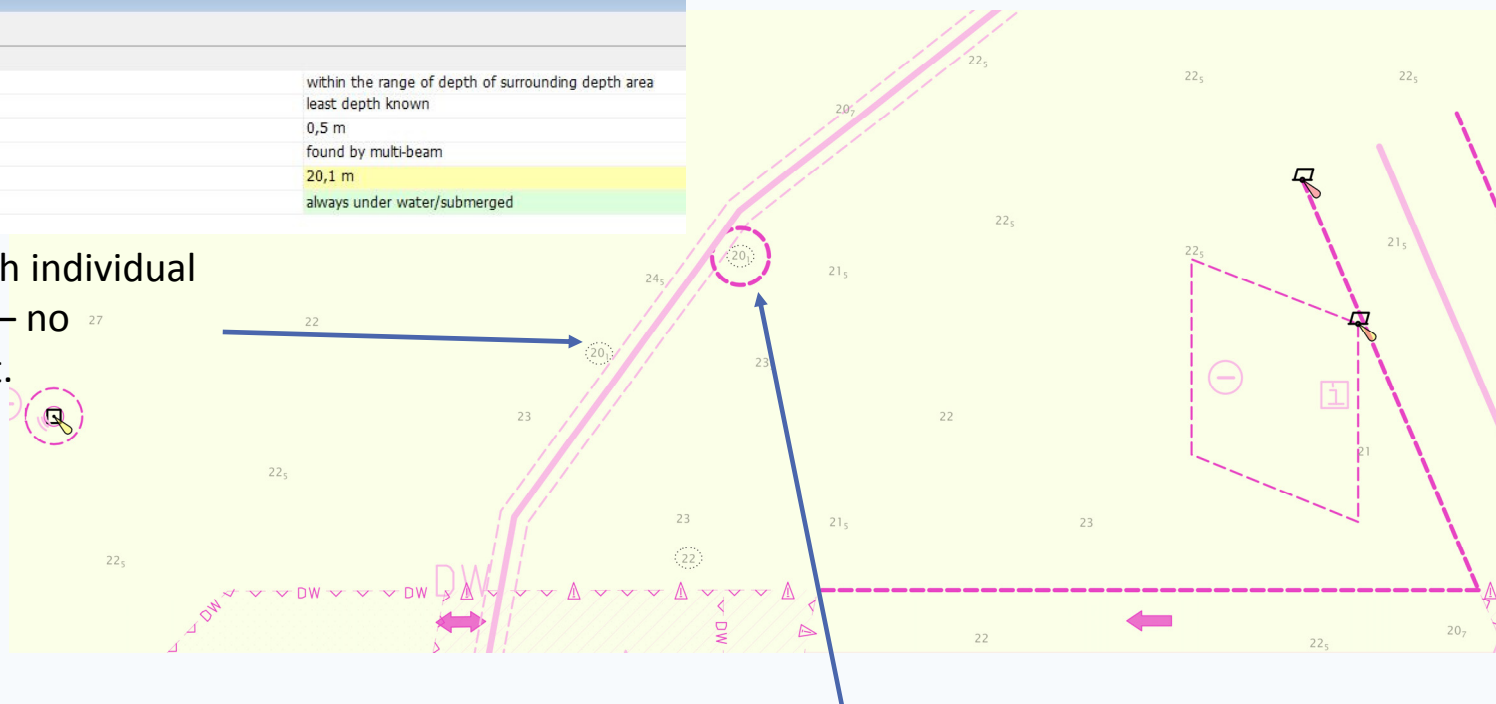 within the range of depth of surrounding depth area
least depth known
0,5 m
found by multi-beam
20,1 m
always under water/submerged
h individual
– no
27
22
22₅
22₅
22₅
20₇
22₅
22₅
24₅
20₁
21₅
21₅
20₁
23
23
22
21
22₅
23
21₅
23
22₅
22
DW
DW
DW
DW
DW
22
22₅
20₇